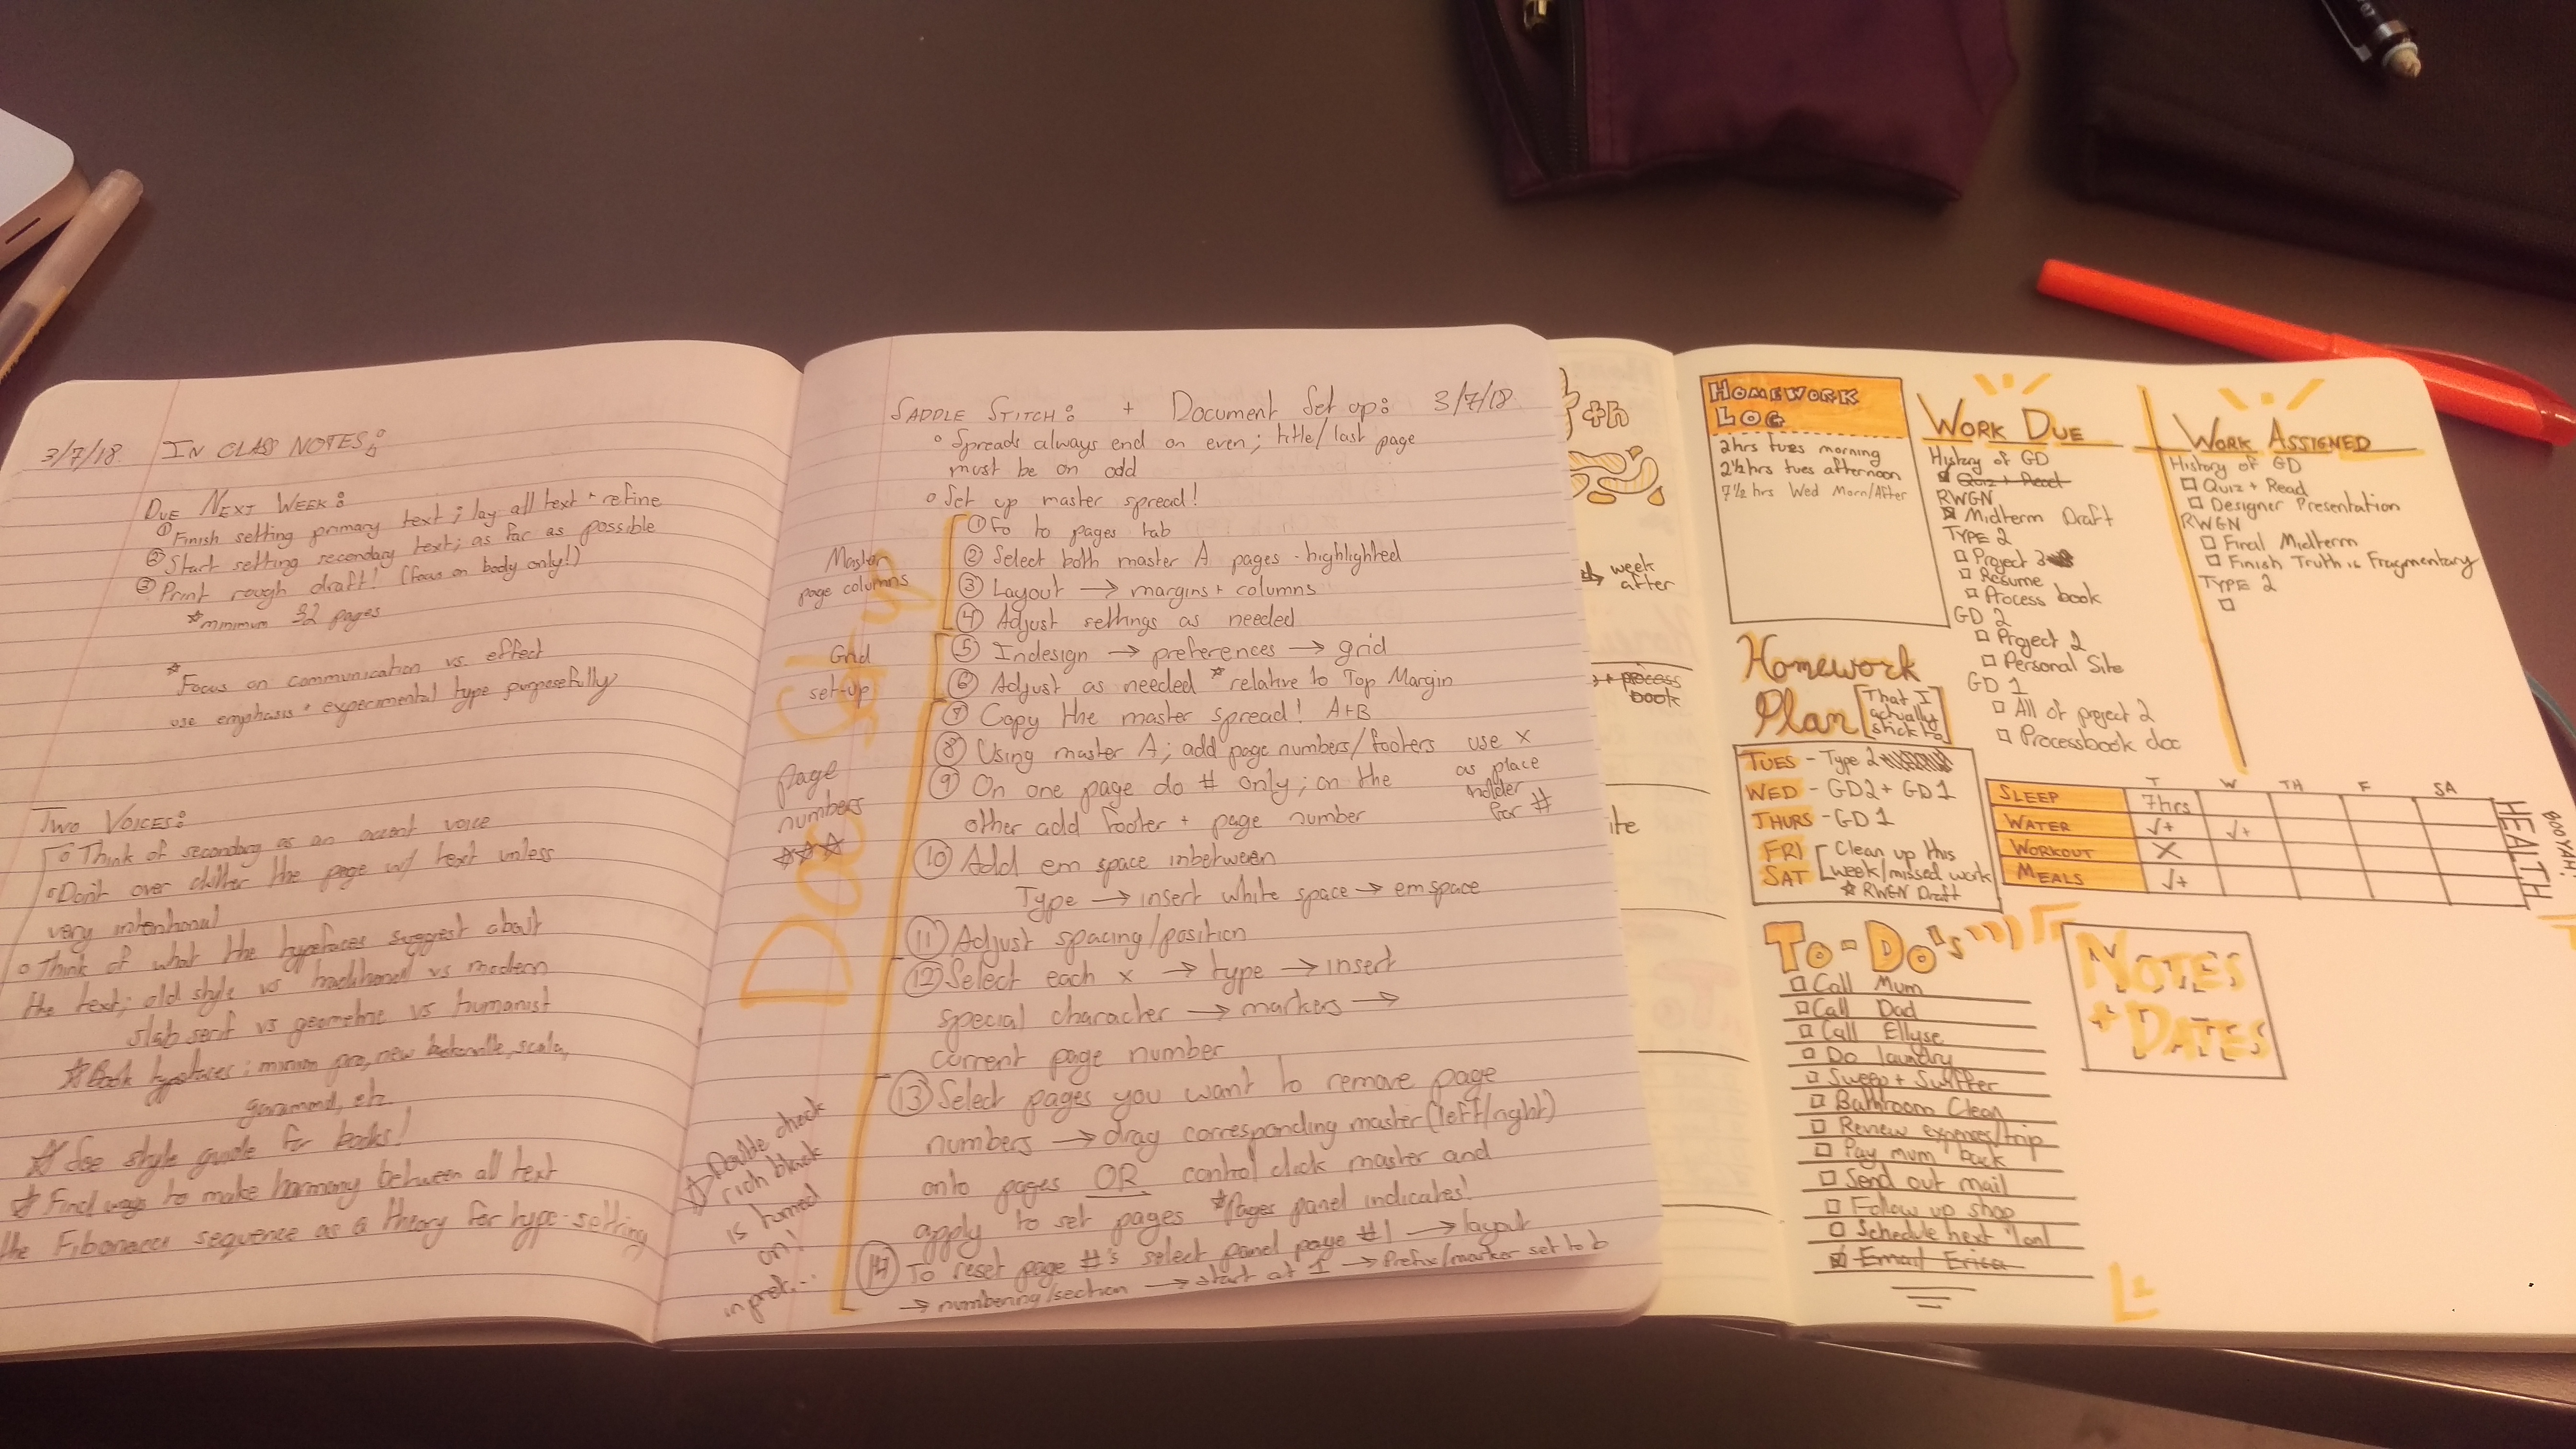 3/7/18. IN CLASS NOTES:
DUE NEXT WEEK:
① Finish setting primary text; lay all text + refine
② Start setting secondary text; as far as possible
③ Print rough draft! (focus on body only!)
* minimum 32 pages
* Focus on communication vs. effect
use emphasis + experimental type purposefully
TWO VOICES:
o Think of secondary as an accent voice
o Don't over clutter the page w/ text unless
very intentional
o Think of what the typefaces suggest about
the text; old style vs traditional vs modern
slab serif vs geometric vs humanist
* Book typefaces: minion pro, new baskerville, scala,
garamond, etc.
* See style guide for books!
* Find ways to make harmony between all text
the Fibonacci sequence as a theory for type-setting
SADDLE STITCH: + Document Set up: 3/7/18
o Spreads always end on even; title/last page
must be on odd
o Set up master spread!
Master
page columns
① Go to pages tab
② Select both master A pages - highlighted
③ Layout → margins + columns
④ Adjust settings as needed
Grid
set-up
⑤ Indesign → preferences → grid
⑥ Adjust as needed * relative to Top Margin
page
numbers
⑦ Copy the master spread! A+B
⑧ Using master A; add page numbers/footers use x
as place
holder
for #
⑨ On one page do # only; on the
other add footer + page number
⑩ Add em space inbetween
Type → insert white space → em space
⑪ Adjust spacing/position
⑫ Select each x → type → insert
special character → markers →
current page number
⑬ Select pages you want to remove page
numbers → drag corresponding master (left/right)
onto pages OR control click master and
apply to set pages * Pages panel indicates!
⑭ To reset page #'s select panel page #1 → layout
→ numbering/section → start at 1 → Prefix/marker set to b
Doc Set-up
* Double check
rich black
is turned
on!
in pref...
th
→ week
after
+ process
book
ite
HOMEWORK
LOG
2hrs tues morning
2½hrs tues afternoon
7½ hrs Wed Morn/After
WORK DUE
History of GD
Quiz + Read
RWGN
Midterm Draft
TYPE 2
Project 2
Resume
Process book
GD 2
Project 2
Personal Site
GD 1
All of project 2
Processbook doc
WORK ASSIGNED
History of GD
Quiz + Read
Designer Presentation
RWGN
Final Midterm
Finish Truth is Fragmentary
TYPE 2
Homework
Plan [That I
actually
stick to]
TUES - Type 2
WED - GD2 + GD1
THURS - GD 1
FRI
SAT
Clean up this
week/missed work
* RWGN Draft
T W TH F SA
SLEEP 7hrs
WATER √+ √+
WORKOUT X
MEALS √+
HEALTH
BOOYAH!
TO-DO's
Call Mum
Call Dad
Call Ellyse
Do laundry
Sweep + Swiffer
Bathroom Clean
Review expenses/trip
Pay mum back
Send out mail
Follow up shop
Schedule next
Email Erica
NOTES
+ DATES